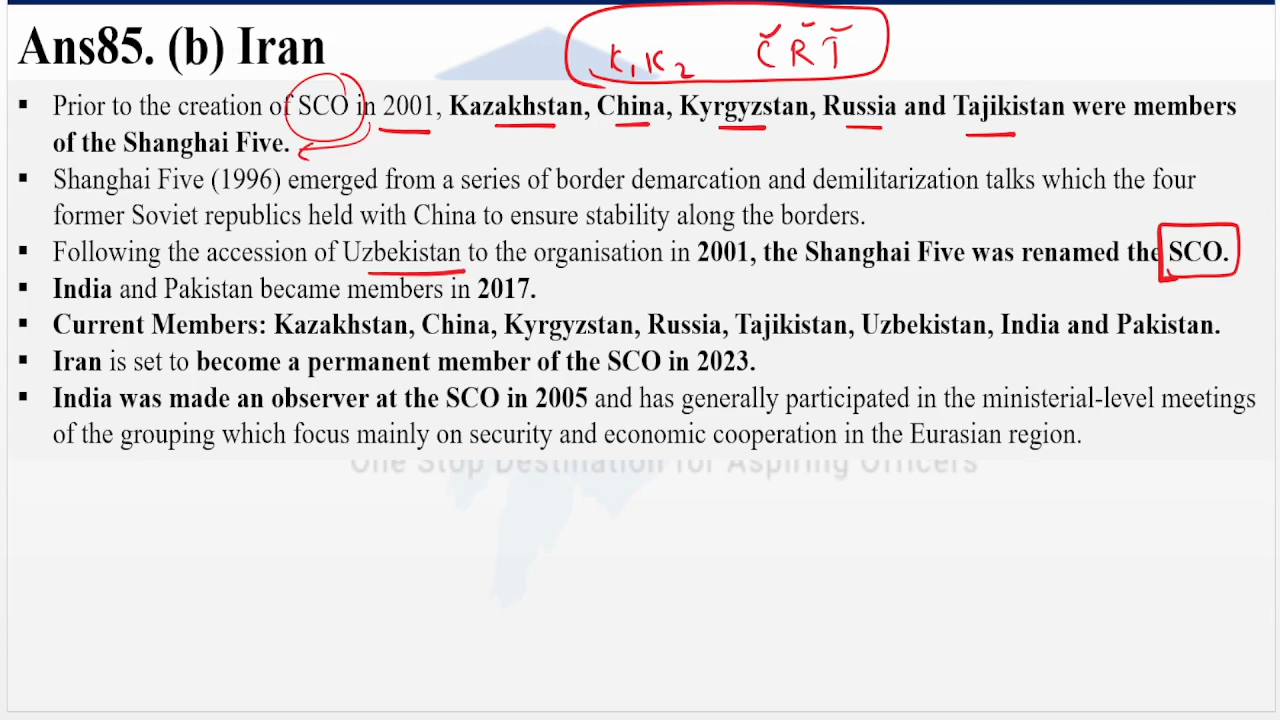 Ans85. (b) Iran
K1 K2 C R T
▪ Prior to the creation of SCO in 2001, Kazakhstan, China, Kyrgyzstan, Russia and Tajikistan were members
of the Shanghai Five.
▪ Shanghai Five (1996) emerged from a series of border demarcation and demilitarization talks which the four
former Soviet republics held with China to ensure stability along the borders.
▪ Following the accession of Uzbekistan to the organisation in 2001, the Shanghai Five was renamed the SCO.
▪ India and Pakistan became members in 2017.
▪ Current Members: Kazakhstan, China, Kyrgyzstan, Russia, Tajikistan, Uzbekistan, India and Pakistan.
▪ Iran is set to become a permanent member of the SCO in 2023.
▪ India was made an observer at the SCO in 2005 and has generally participated in the ministerial-level meetings
of the grouping which focus mainly on security and economic cooperation in the Eurasian region.
One Stop Destination for Aspiring Officers